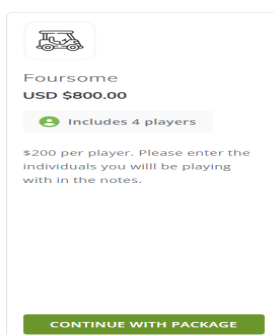 Foursome
USD $800.00
Includes 4 players
$200 per player. Please enter the
individuals you willl be playing
with in the notes.
CONTINUE WITH PACKAGE